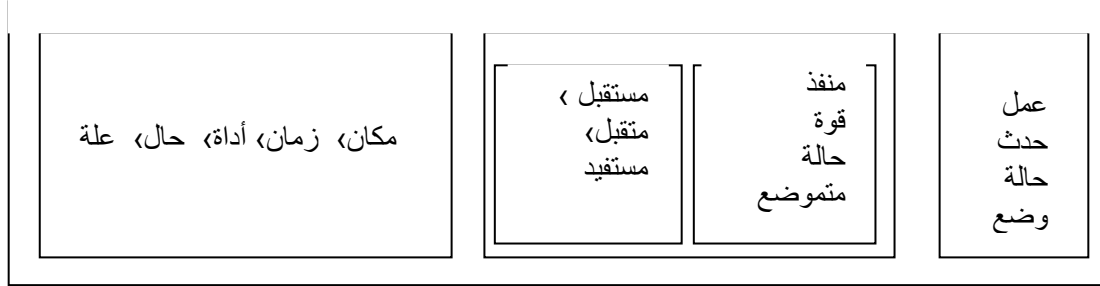 عمل
حدث
حالة
وضع
منفذ
قوة
حالة
متموضع
مستقبل ،
متقبل،
مستفيد
مكان، زمان، أداة، حال، علة